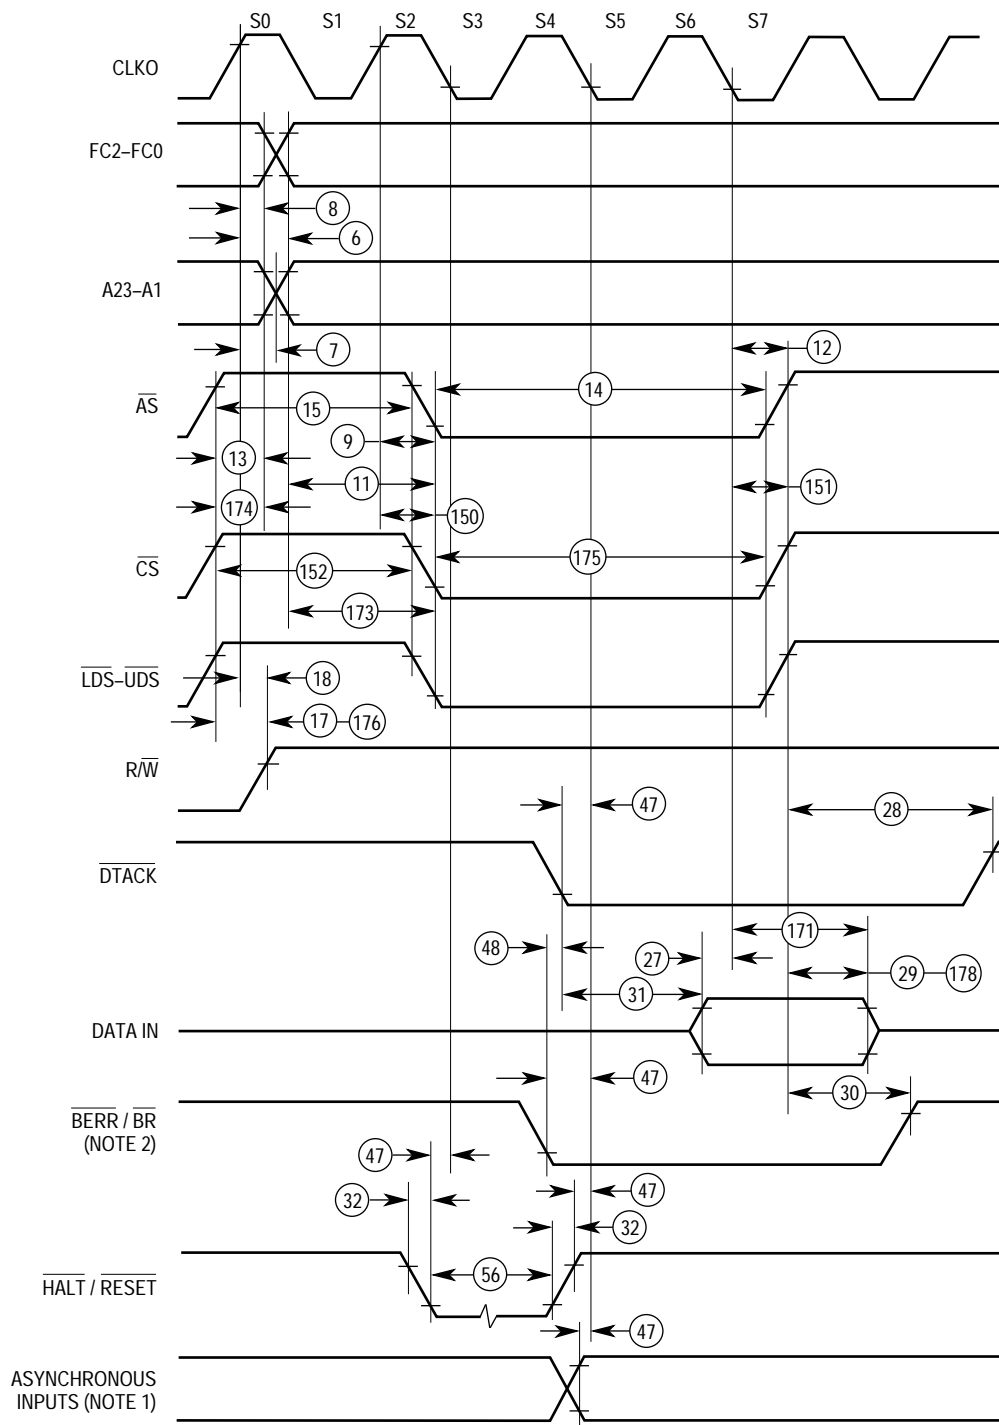 S0 S1 S2 S3 S4 S5 S6 S7
CLKO
FC2–FC0
8
6
A23–A1
7
12
AS
14
15
9
13
11
151
174
150
CS
175
152
173
LDS–UDS
18
17 176
R/W
47
28
DTACK
171
48
27
29 178
31
DATA IN
47
30
BERR / BR
(NOTE 2)
47
47
32
32
HALT / RESET
56
47
ASYNCHRONOUS
INPUTS (NOTE 1)